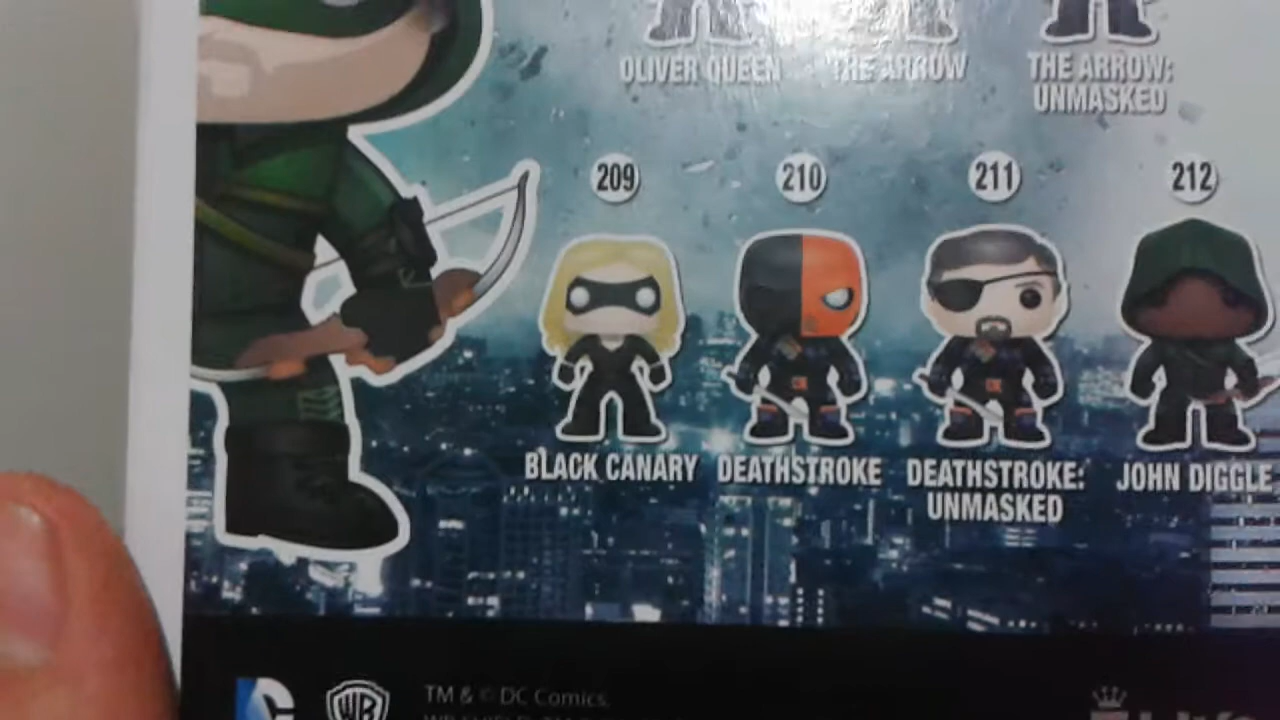 OLIVER QUEEN
THE ARROW
THE ARROW:
UNMASKED
209
210
211
212
BLACK CANARY
DEATHSTROKE
DEATHSTROKE:
UNMASKED
JOHN DIGGLE
WB
TM & © DC Comics.